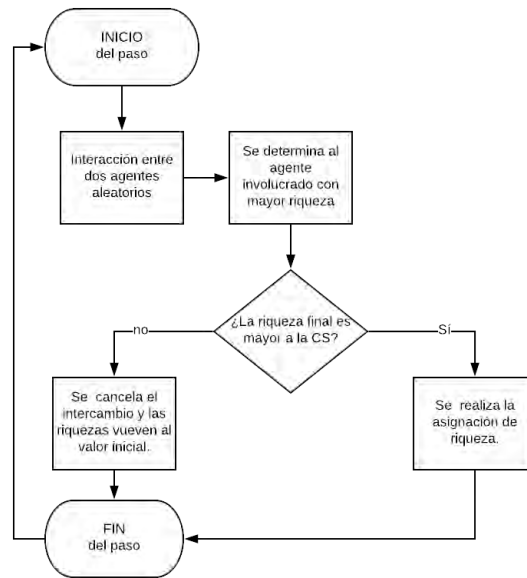 INICIO
del paso
Interacción entre
dos agentes
aleatorios
Se determina al
agente
involucrado con
mayor riqueza
¿La riqueza final es
mayor a la CS?
no
Sí
Se cancela el
intercambio y las
riquezas vueven al
valor inicial.
Se realiza la
asignación de
riqueza.
FIN
del paso